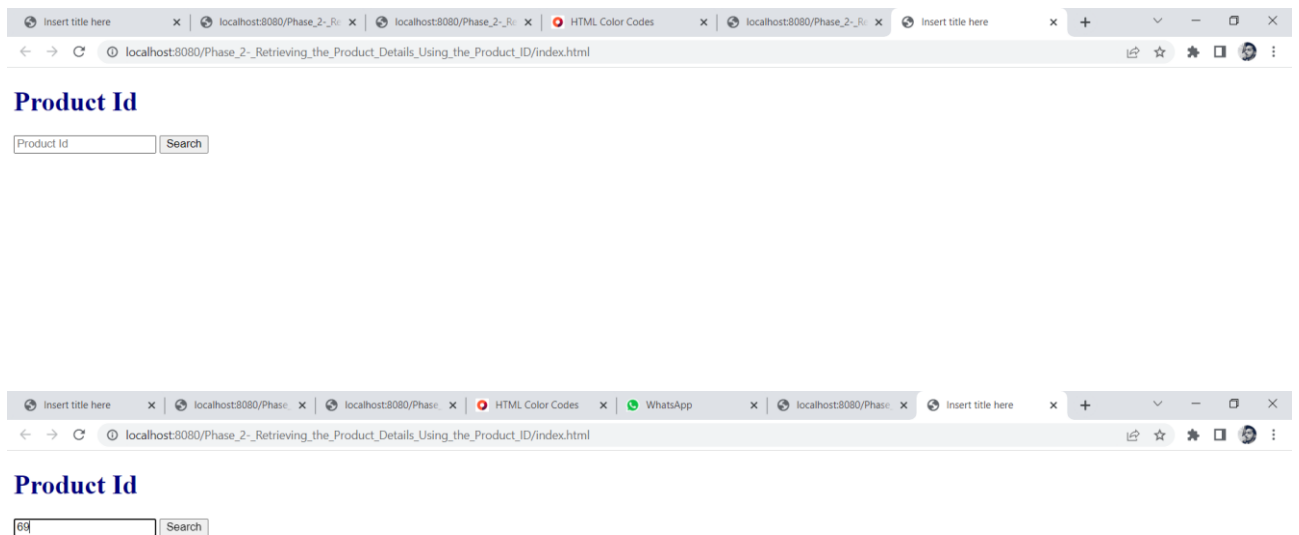 Insert title here localhost:8080/Phase_2-_Re localhost:8080/Phase_2-_Re HTML Color Codes localhost:8080/Phase_2-_Re Insert title here
localhost:8080/Phase_2-_Retrieving_the_Product_Details_Using_the_Product_ID/index.html
Product Id
Product Id Search
Insert title here localhost:8080/Phase_ localhost:8080/Phase_ HTML Color Codes WhatsApp localhost:8080/Phase Insert title here
localhost:8080/Phase_2-_Retrieving_the_Product_Details_Using_the_Product_ID/index.html
Product Id
69 Search